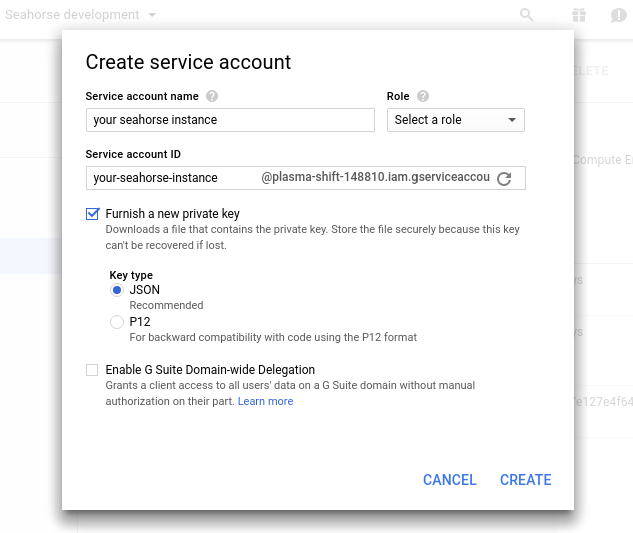 Seahorse development
ELETE
Create service account
Service account name
Role
your seahorse instance
Select a role
Service account ID
your-seahorse-instance @plasma-shift-148810.iam.gserviceaccou
Compute E
Furnish a new private key
Downloads a file that contains the private key. Store the file securely because this key
can't be recovered if lost.
Key type
JSON
ys
Recommended
P12
ys
For backward compatibility with code using the P12 format
Enable G Suite Domain-wide Delegation
Grants a client access to all users' data on a G Suite domain without manual
authorization on their part. Learn more
7e127e4f64
CANCEL CREATE